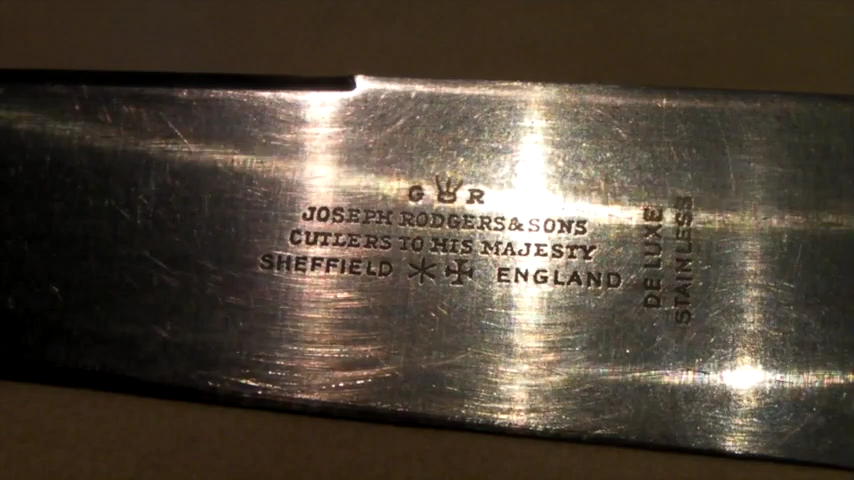 G R
JOSEPH RODGERS & SONS
CUTLERS TO HIS MAJESTY
SHEFFIELD ENGLAND
DE LUXE
STAINLESS